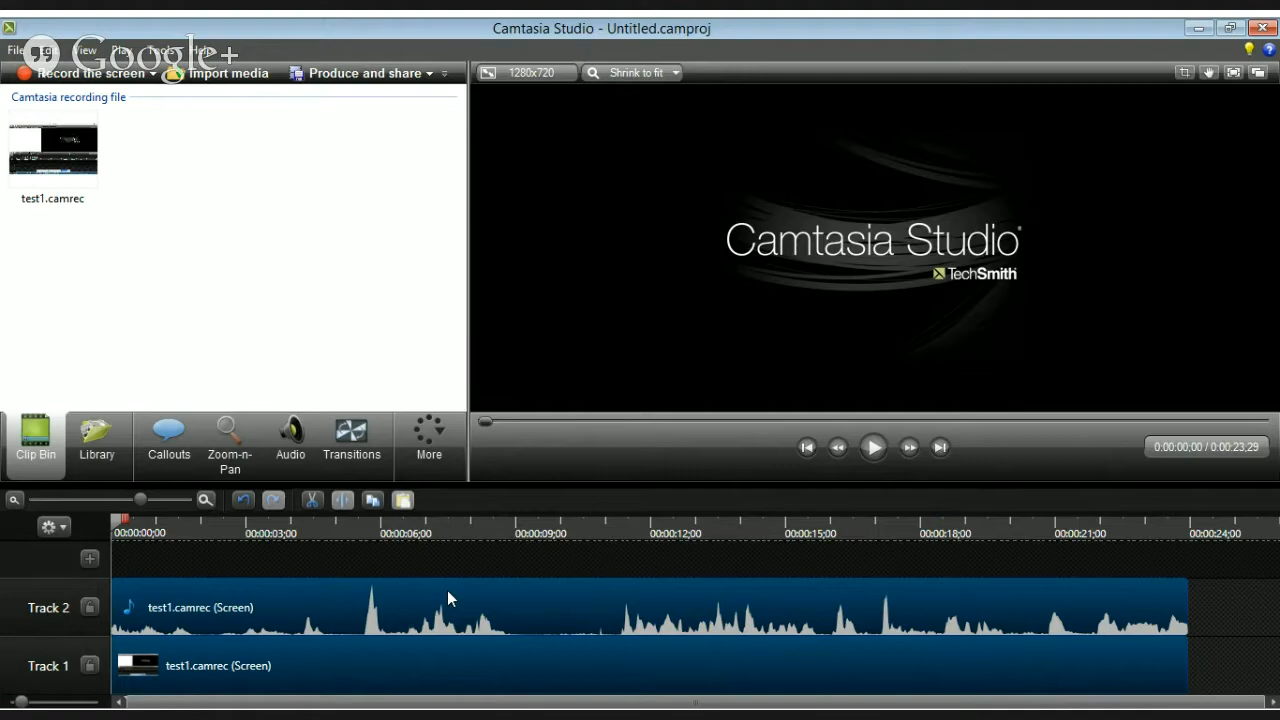 Camtasia Studio - Untitled.camproj
File Edit View Play Tools Help
Google+
Record the screen Import media Produce and share
1280x720 Shrink to fit
Camtasia recording file
test1.camrec
Camtasia Studio
TechSmith
Clip Bin Library Callouts Zoom-n-Pan Audio Transitions More
0:00:00;00 / 0:00:23;29
00:00:00;00 00:00:03;00 00:00:06;00 00:00:09;00 00:00:12;00 00:00:15;00 00:00:18;00 00:00:21;00 00:00:24;00
Track 2 test1.camrec (Screen)
Track 1 test1.camrec (Screen)